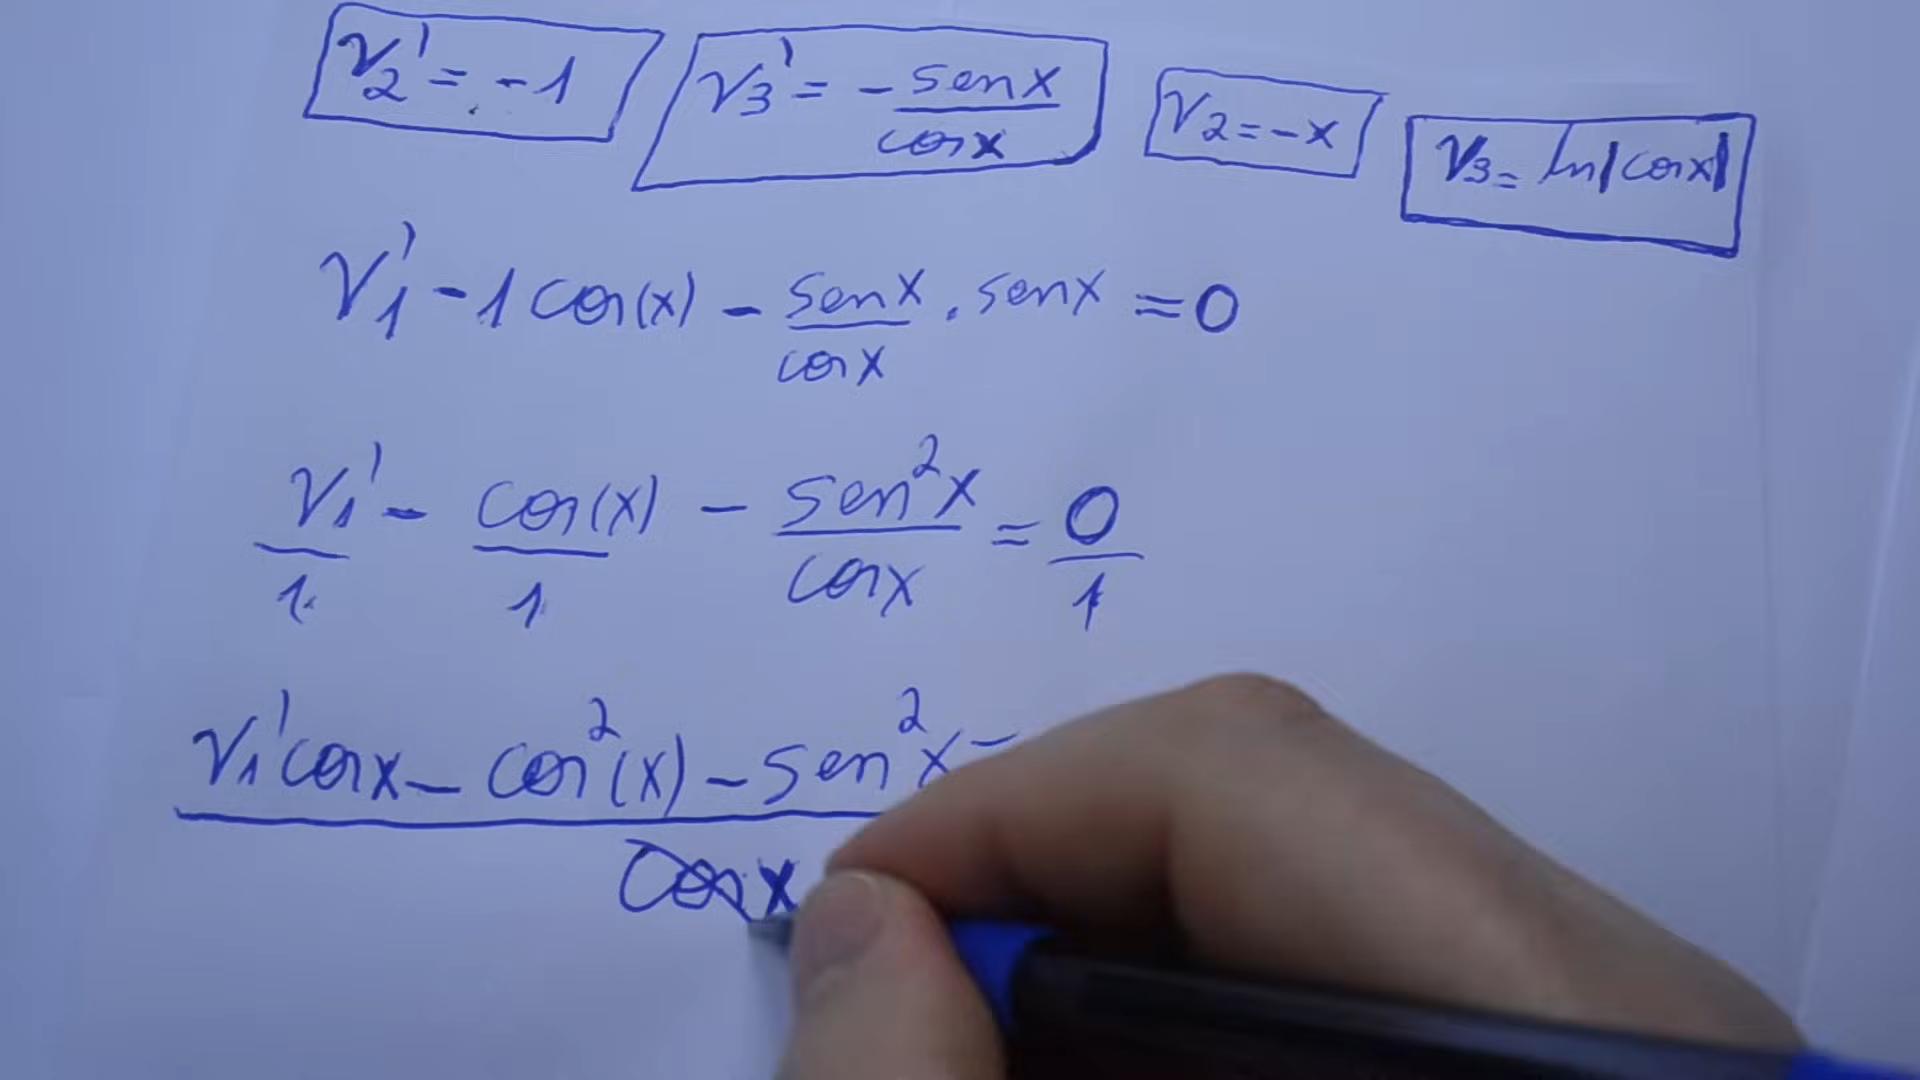 v₂' = -1
v₃' = - senx / cosx
v₂ = -x
v₃ = ln|cosx|
v₁' - 1 cos(x) - senx / cosx . senx = 0
v₁' / 1 - cos(x) / 1 - sen²x / cosx = 0 / 1
v₁' cosx - cos²(x) - sen²x
cosx